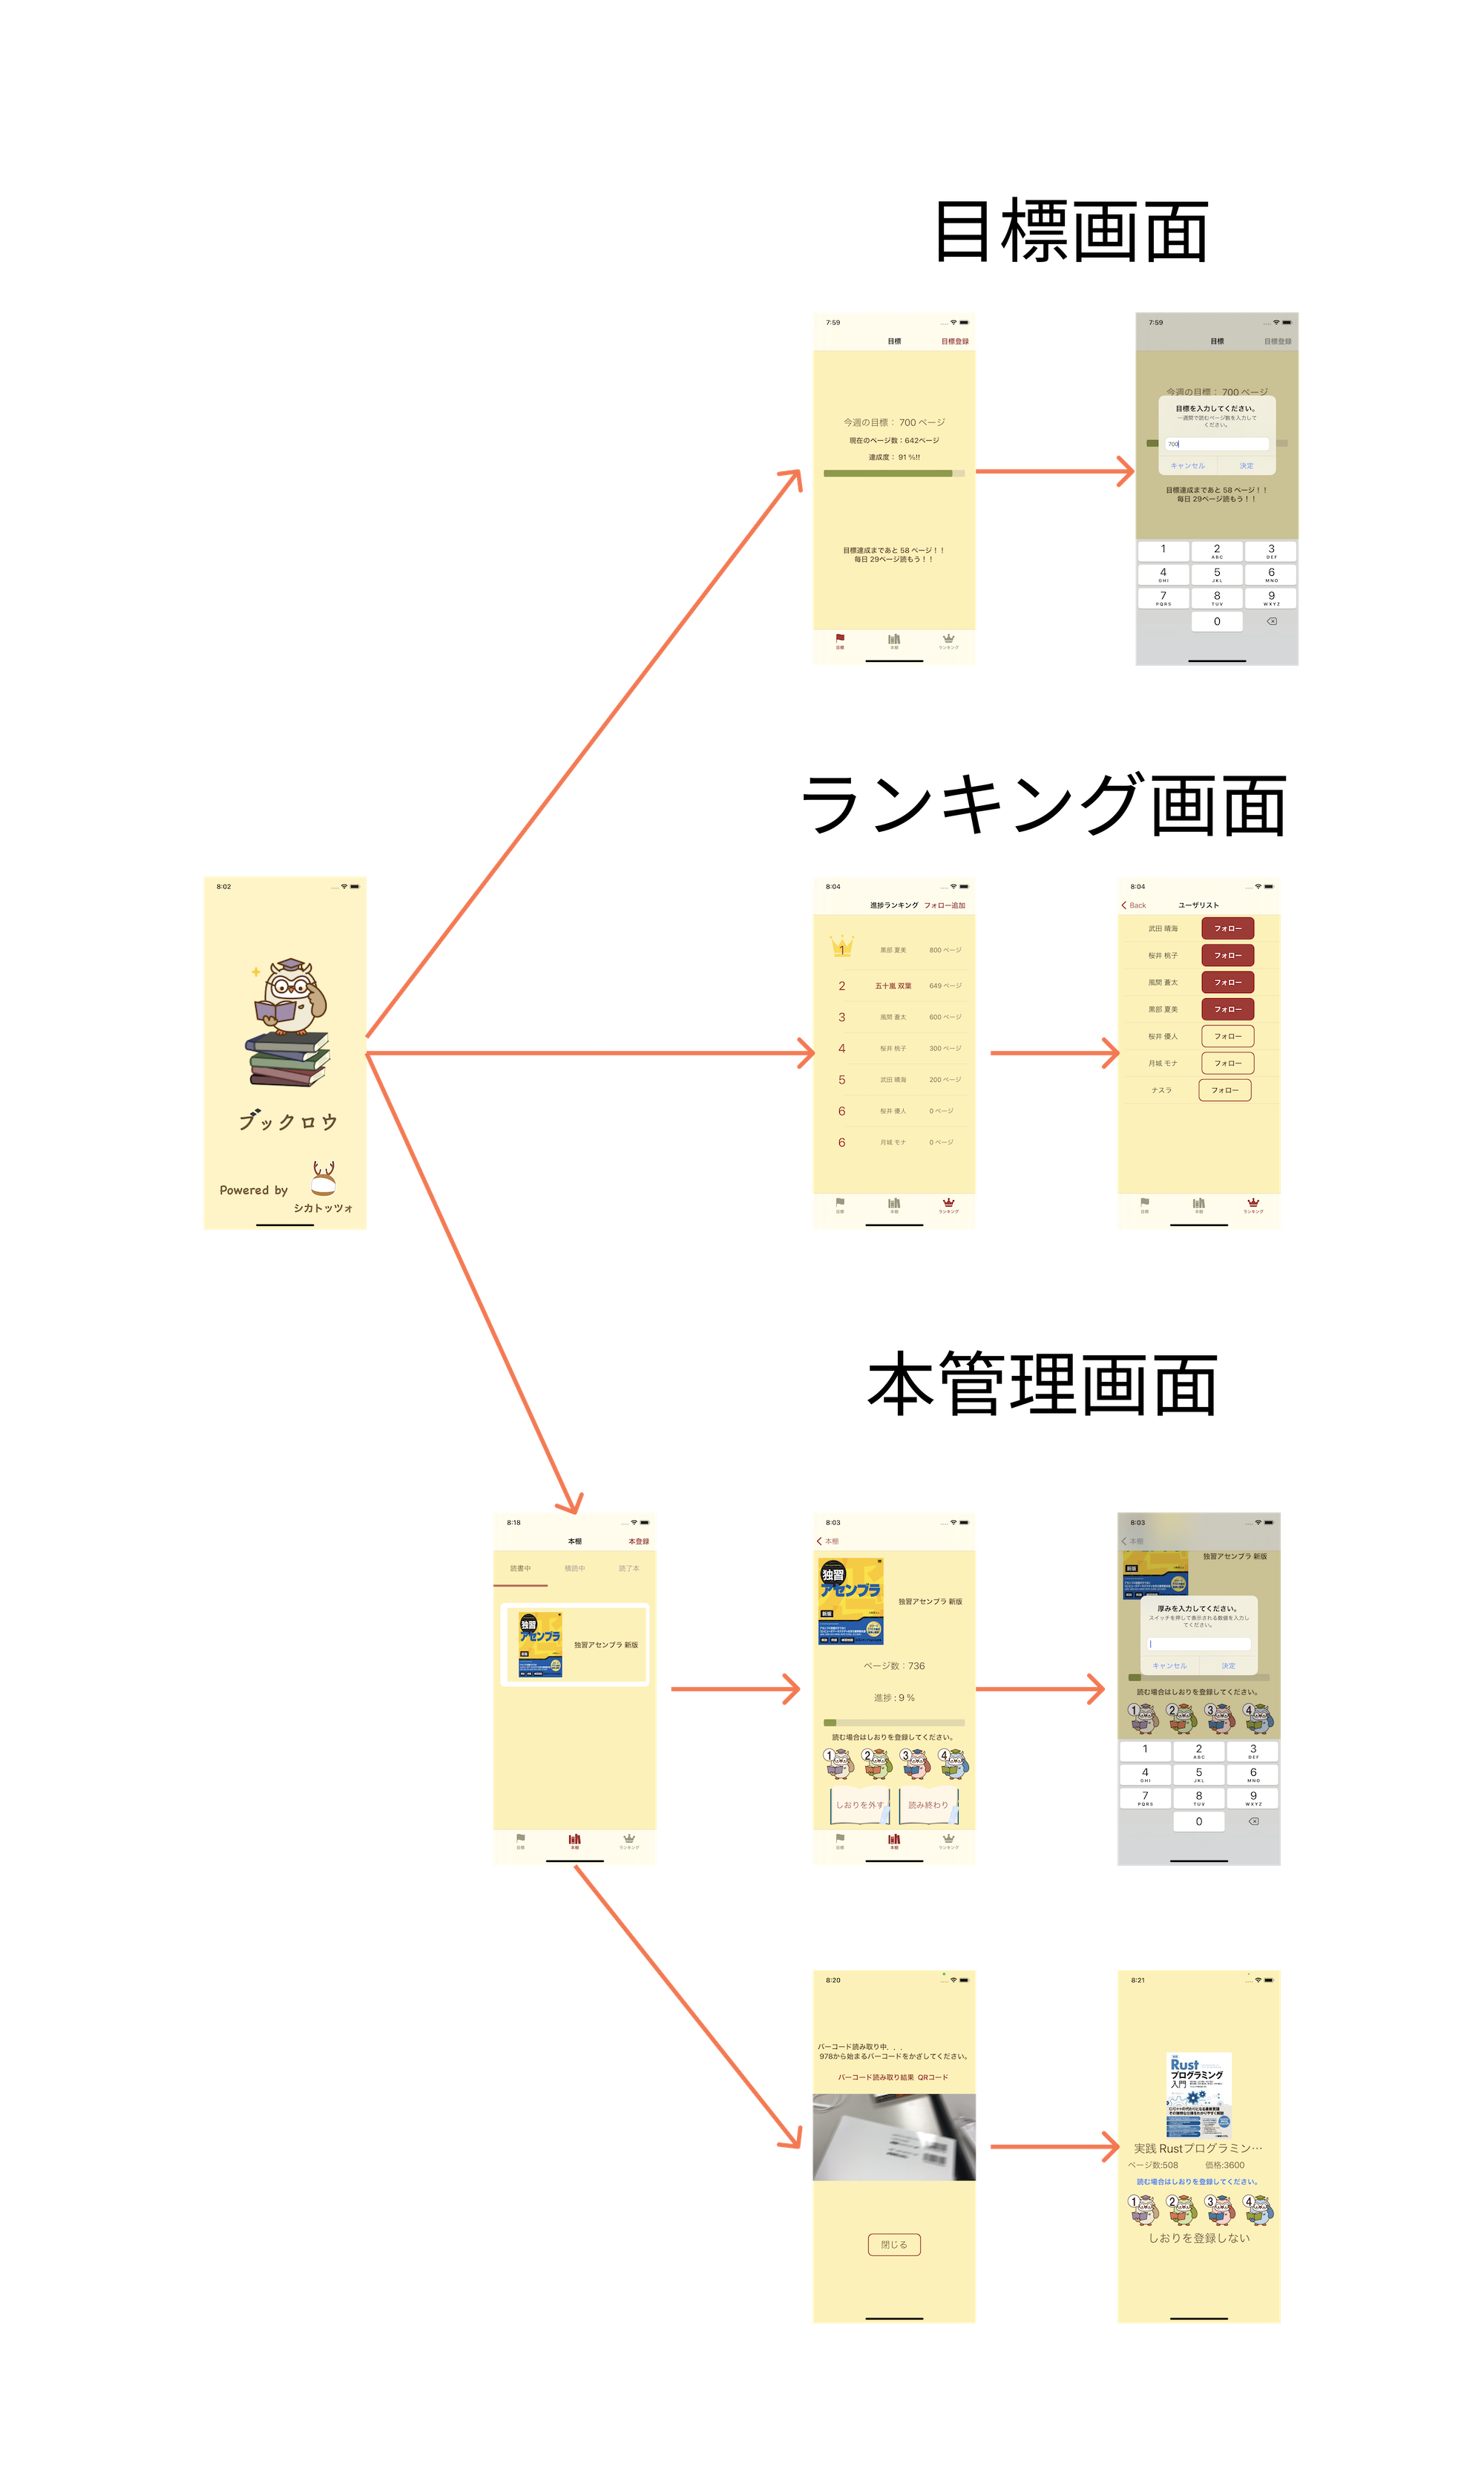 目標画面
7:59
目標
目標登録
今週の目標： 700 ページ
現在のページ数：642ページ
達成度： 91 %!!
目標達成まであと 58 ページ！！
毎日 29ページ読もう！！
目標
本棚
ランキング
7:59
目標
目標登録
今週の目標： 700 ページ
目標を入力してください。
一週間で読むページ数を入力して
ください。
700
キャンセル
決定
目標達成まであと 58 ページ！！
毎日 29ページ読もう！！
1
2
ABC
3
DEF
4
GHI
5
JKL
6
MNO
7
PQRS
8
TUV
9
WXYZ
0
ランキング画面
8:02
ブックロウ
Powered by
シカトッツォ
8:04
進捗ランキング
フォロー追加
1 黒部 夏美 800 ページ
2 五十嵐 双葉 649 ページ
3 風間 蒼太 600 ページ
4 桜井 桃子 300 ページ
5 武田 晴海 200 ページ
6 桜井 優人 0 ページ
6 月城 モナ 0 ページ
目標
本棚
ランキング
8:04
Back
ユーザリスト
武田 晴海 フォロー
桜井 桃子 フォロー
風間 蒼太 フォロー
黒部 夏美 フォロー
桜井 優人 フォロー
月城 モナ フォロー
ナスラ フォロー
目標
本棚
ランキング
本管理画面
8:18
本棚
本登録
読書中
積読中
読了本
独習
アセンブラ
新版
独習アセンブラ 新版
目標
本棚
ランキング
8:03
本棚
独習
アセンブラ
新版
独習アセンブラ 新版
ページ数：736
進捗 : 9 %
読む場合はしおりを登録してください。
1
2
3
4
しおりを外す
読み終わり
目標
本棚
ランキング
8:03
本棚
独習アセンブラ 新版
新版
厚みを入力してください。
スイッチを押して表示される数値を入力し
てください。
キャンセル
決定
読む場合はしおりを登録してください。
1
2
3
4
1
2
ABC
3
DEF
4
GHI
5
JKL
6
MNO
7
PQRS
8
TUV
9
WXYZ
0
8:20
バーコード読み取り中．．．
978から始まるバーコードをかざしてください。
バーコード読み取り結果 QRコード
閉じる
8:21
実践
Rust
プログラミング
入門
実践 Rustプログラミン…
ページ数:508
価格:3600
読む場合はしおりを登録してください。
1
2
3
4
しおりを登録しない